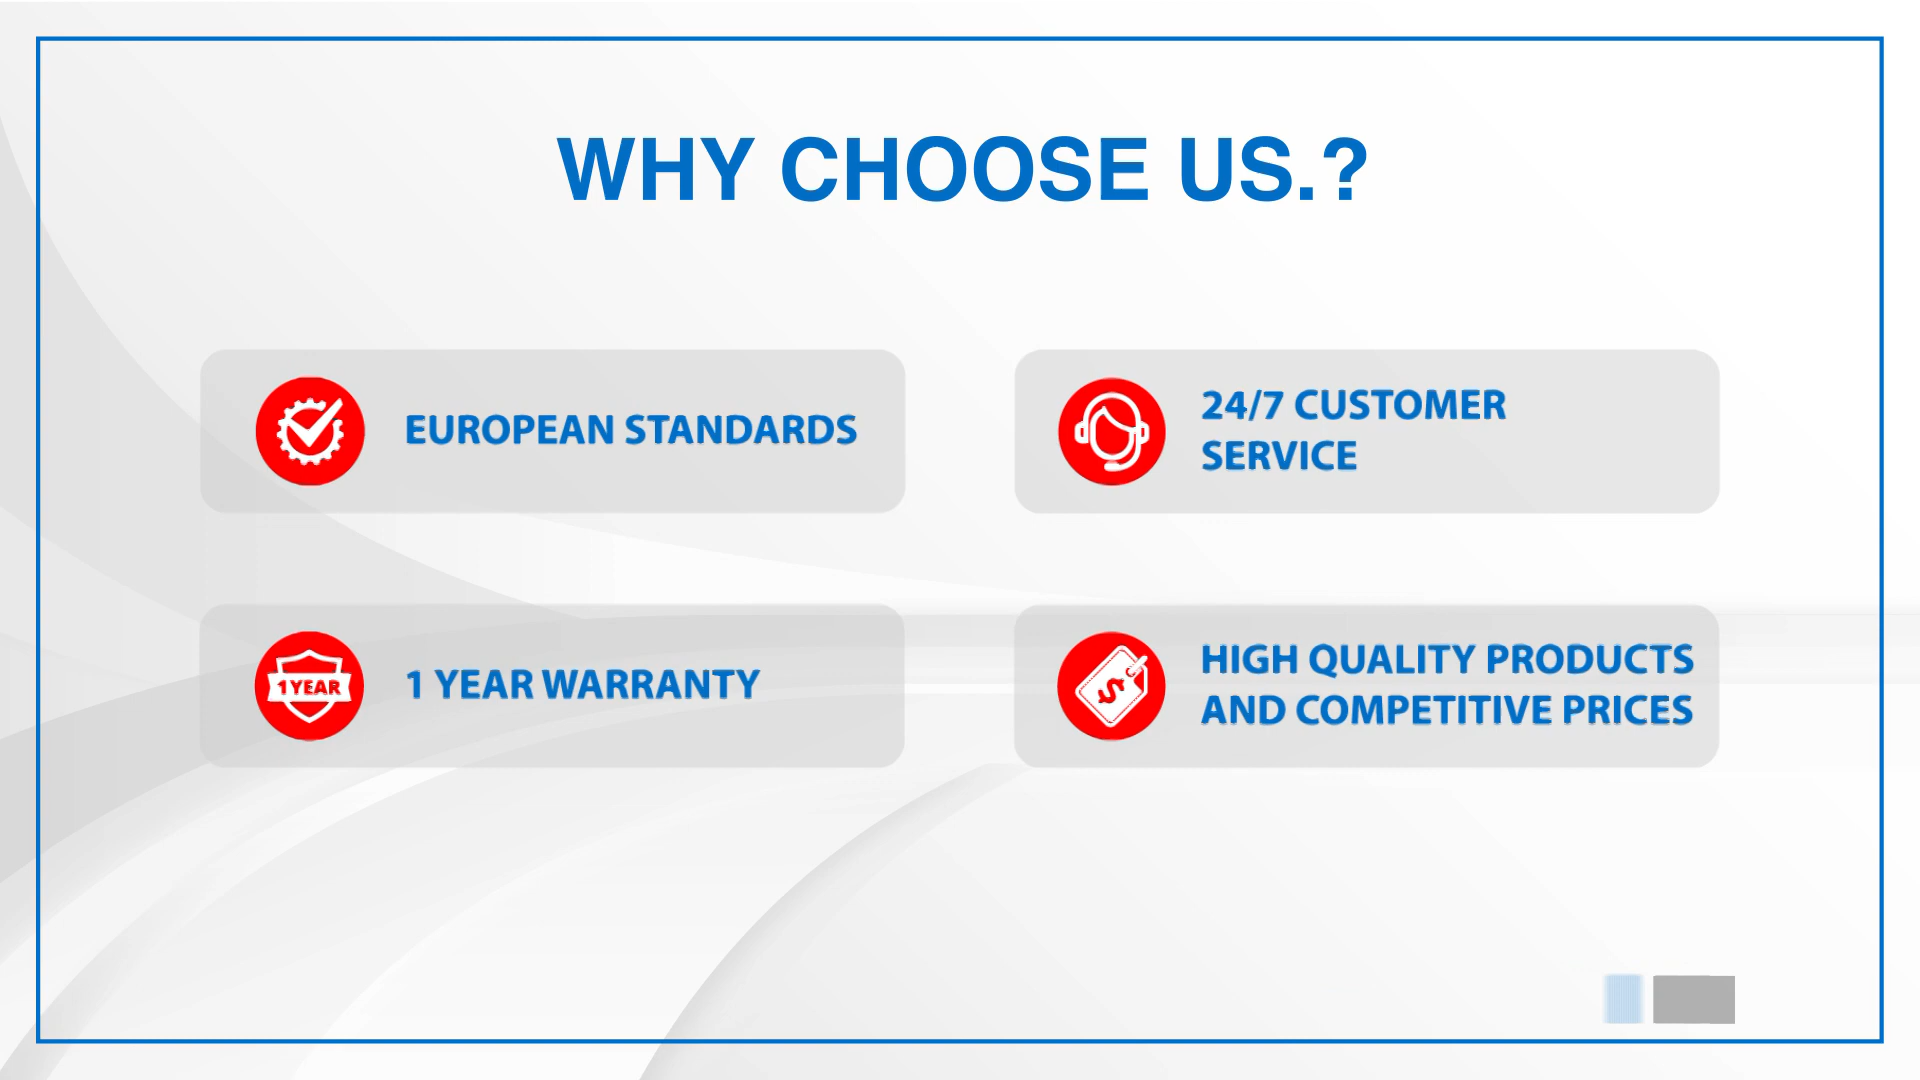 WHY CHOOSE US.?
EUROPEAN STANDARDS
24/7 CUSTOMER
SERVICE
1 YEAR
1 YEAR WARRANTY
$
HIGH QUALITY PRODUCTS
AND COMPETITIVE PRICES